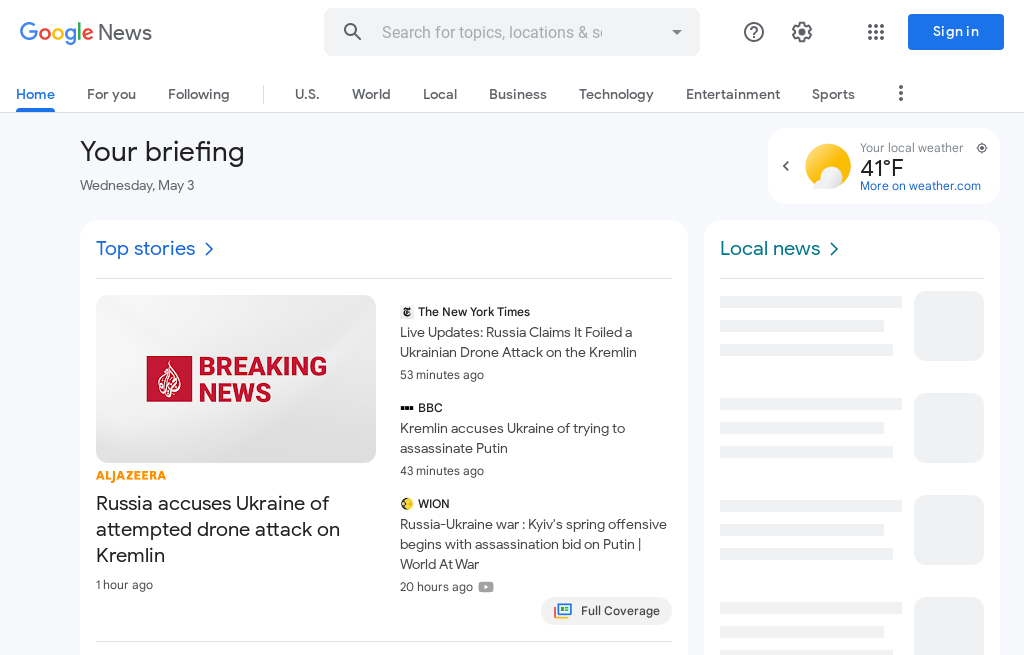 Google News
Search for topics, locations & so
Sign in
Home
For you
Following
U.S.
World
Local
Business
Technology
Entertainment
Sports
Your briefing
Wednesday, May 3
Your local weather
41°F
More on weather.com
Top stories
Local news
BREAKING
NEWS
ALJAZEERA
Russia accuses Ukraine of
attempted drone attack on
Kremlin
1 hour ago
The New York Times
Live Updates: Russia Claims It Foiled a
Ukrainian Drone Attack on the Kremlin
53 minutes ago
BBC
Kremlin accuses Ukraine of trying to
assassinate Putin
43 minutes ago
WION
Russia-Ukraine war : Kyiv's spring offensive
begins with assassination bid on Putin |
World At War
20 hours ago
Full Coverage